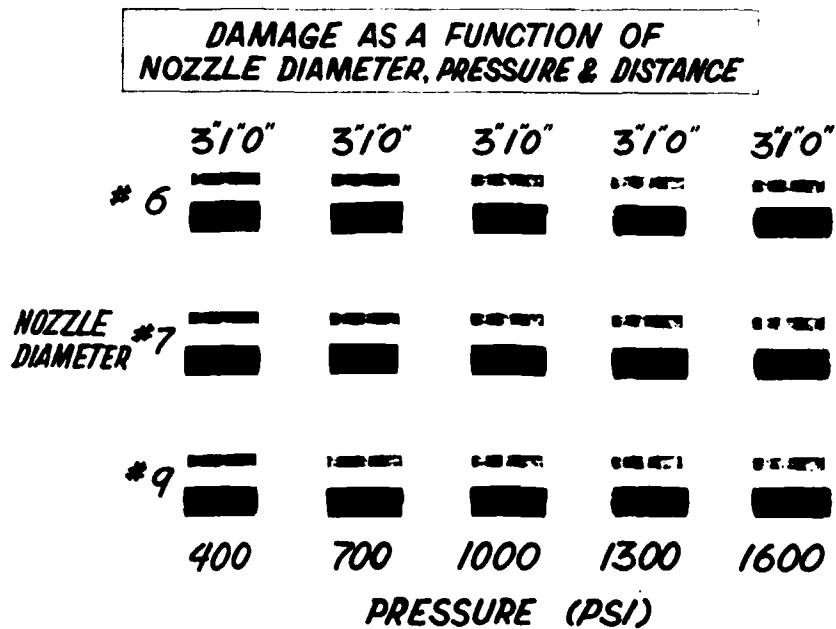 DAMAGE AS A FUNCTION OF
NOZZLE DIAMETER, PRESSURE & DISTANCE
3"1"0" 3"1"0" 3"1"0" 3"1"0" 3"1"0"
# 6
NOZZLE
DIAMETER #7
#9
400 700 1000 1300 1600
PRESSURE (PSI)